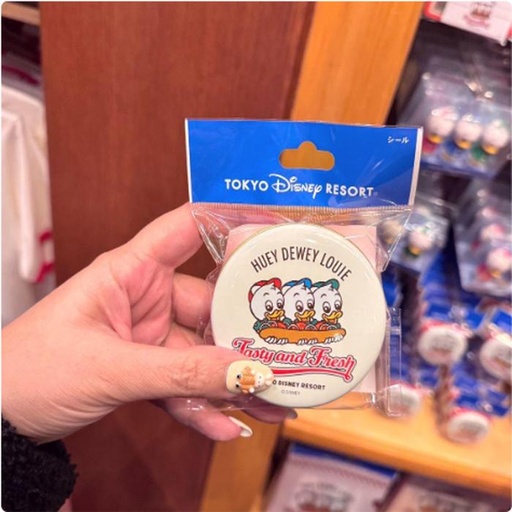 シール
TOKYO Disney RESORT
HUEY DEWEY LOUIE
Tasty and Fresh
O DISNEY RESORT
©DISNEY